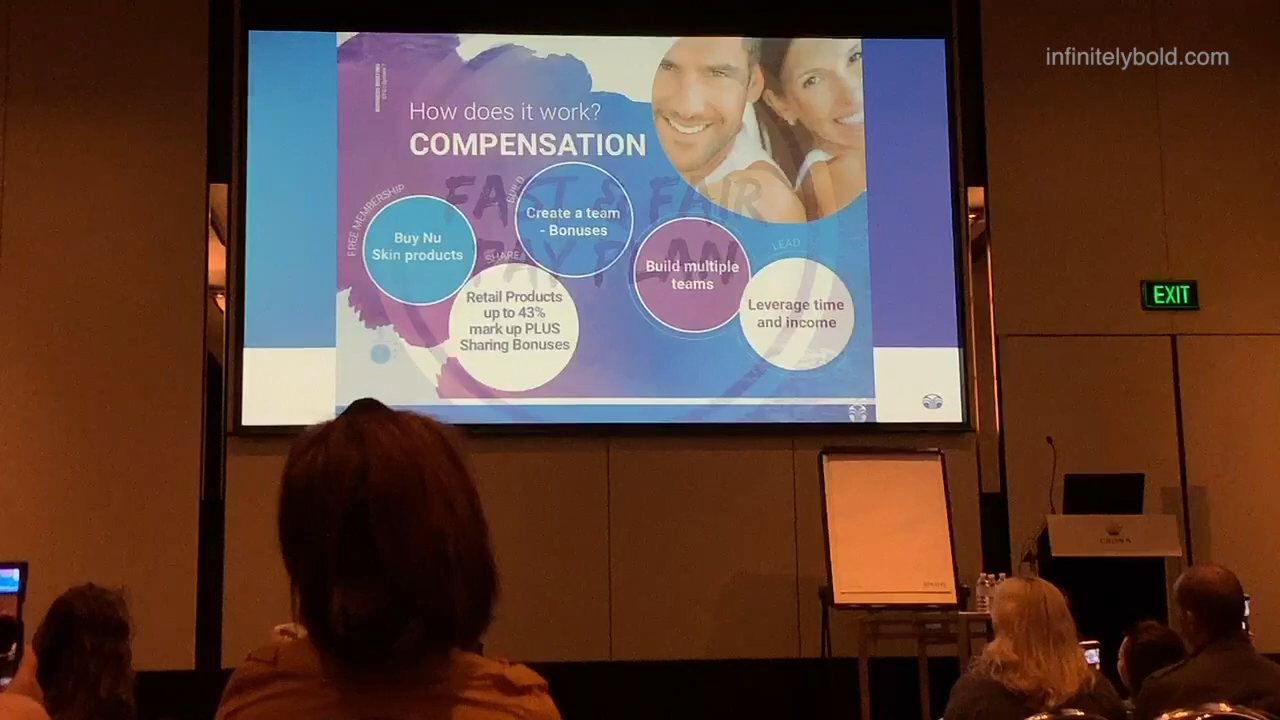 infinitelybold.com
How does it work?
COMPENSATION
FAST & FAIR
PAY PLAN
FREE MEMBERSHIP
Buy Nu
Skin products
SHARE
Retail Products
up to 43%
mark up PLUS
Sharing Bonuses
BUILD
Create a team
- Bonuses
Build multiple
teams
LEAD
Leverage time
and income
EXIT
CROWN